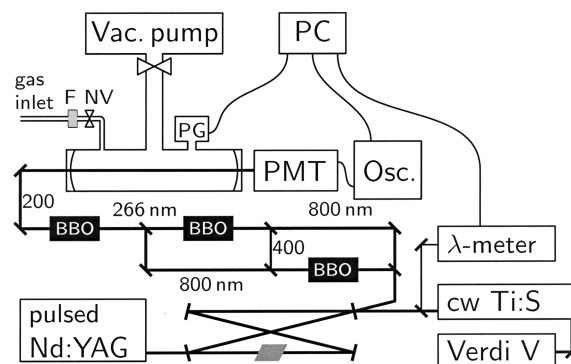 Vac. pump
PC
gas
inlet
F
NV
PG
PMT
Osc.
200
266 nm
800 nm
BBO
BBO
400
BBO
800 nm
λ-meter
pulsed
Nd:YAG
cw Ti:S
Verdi V